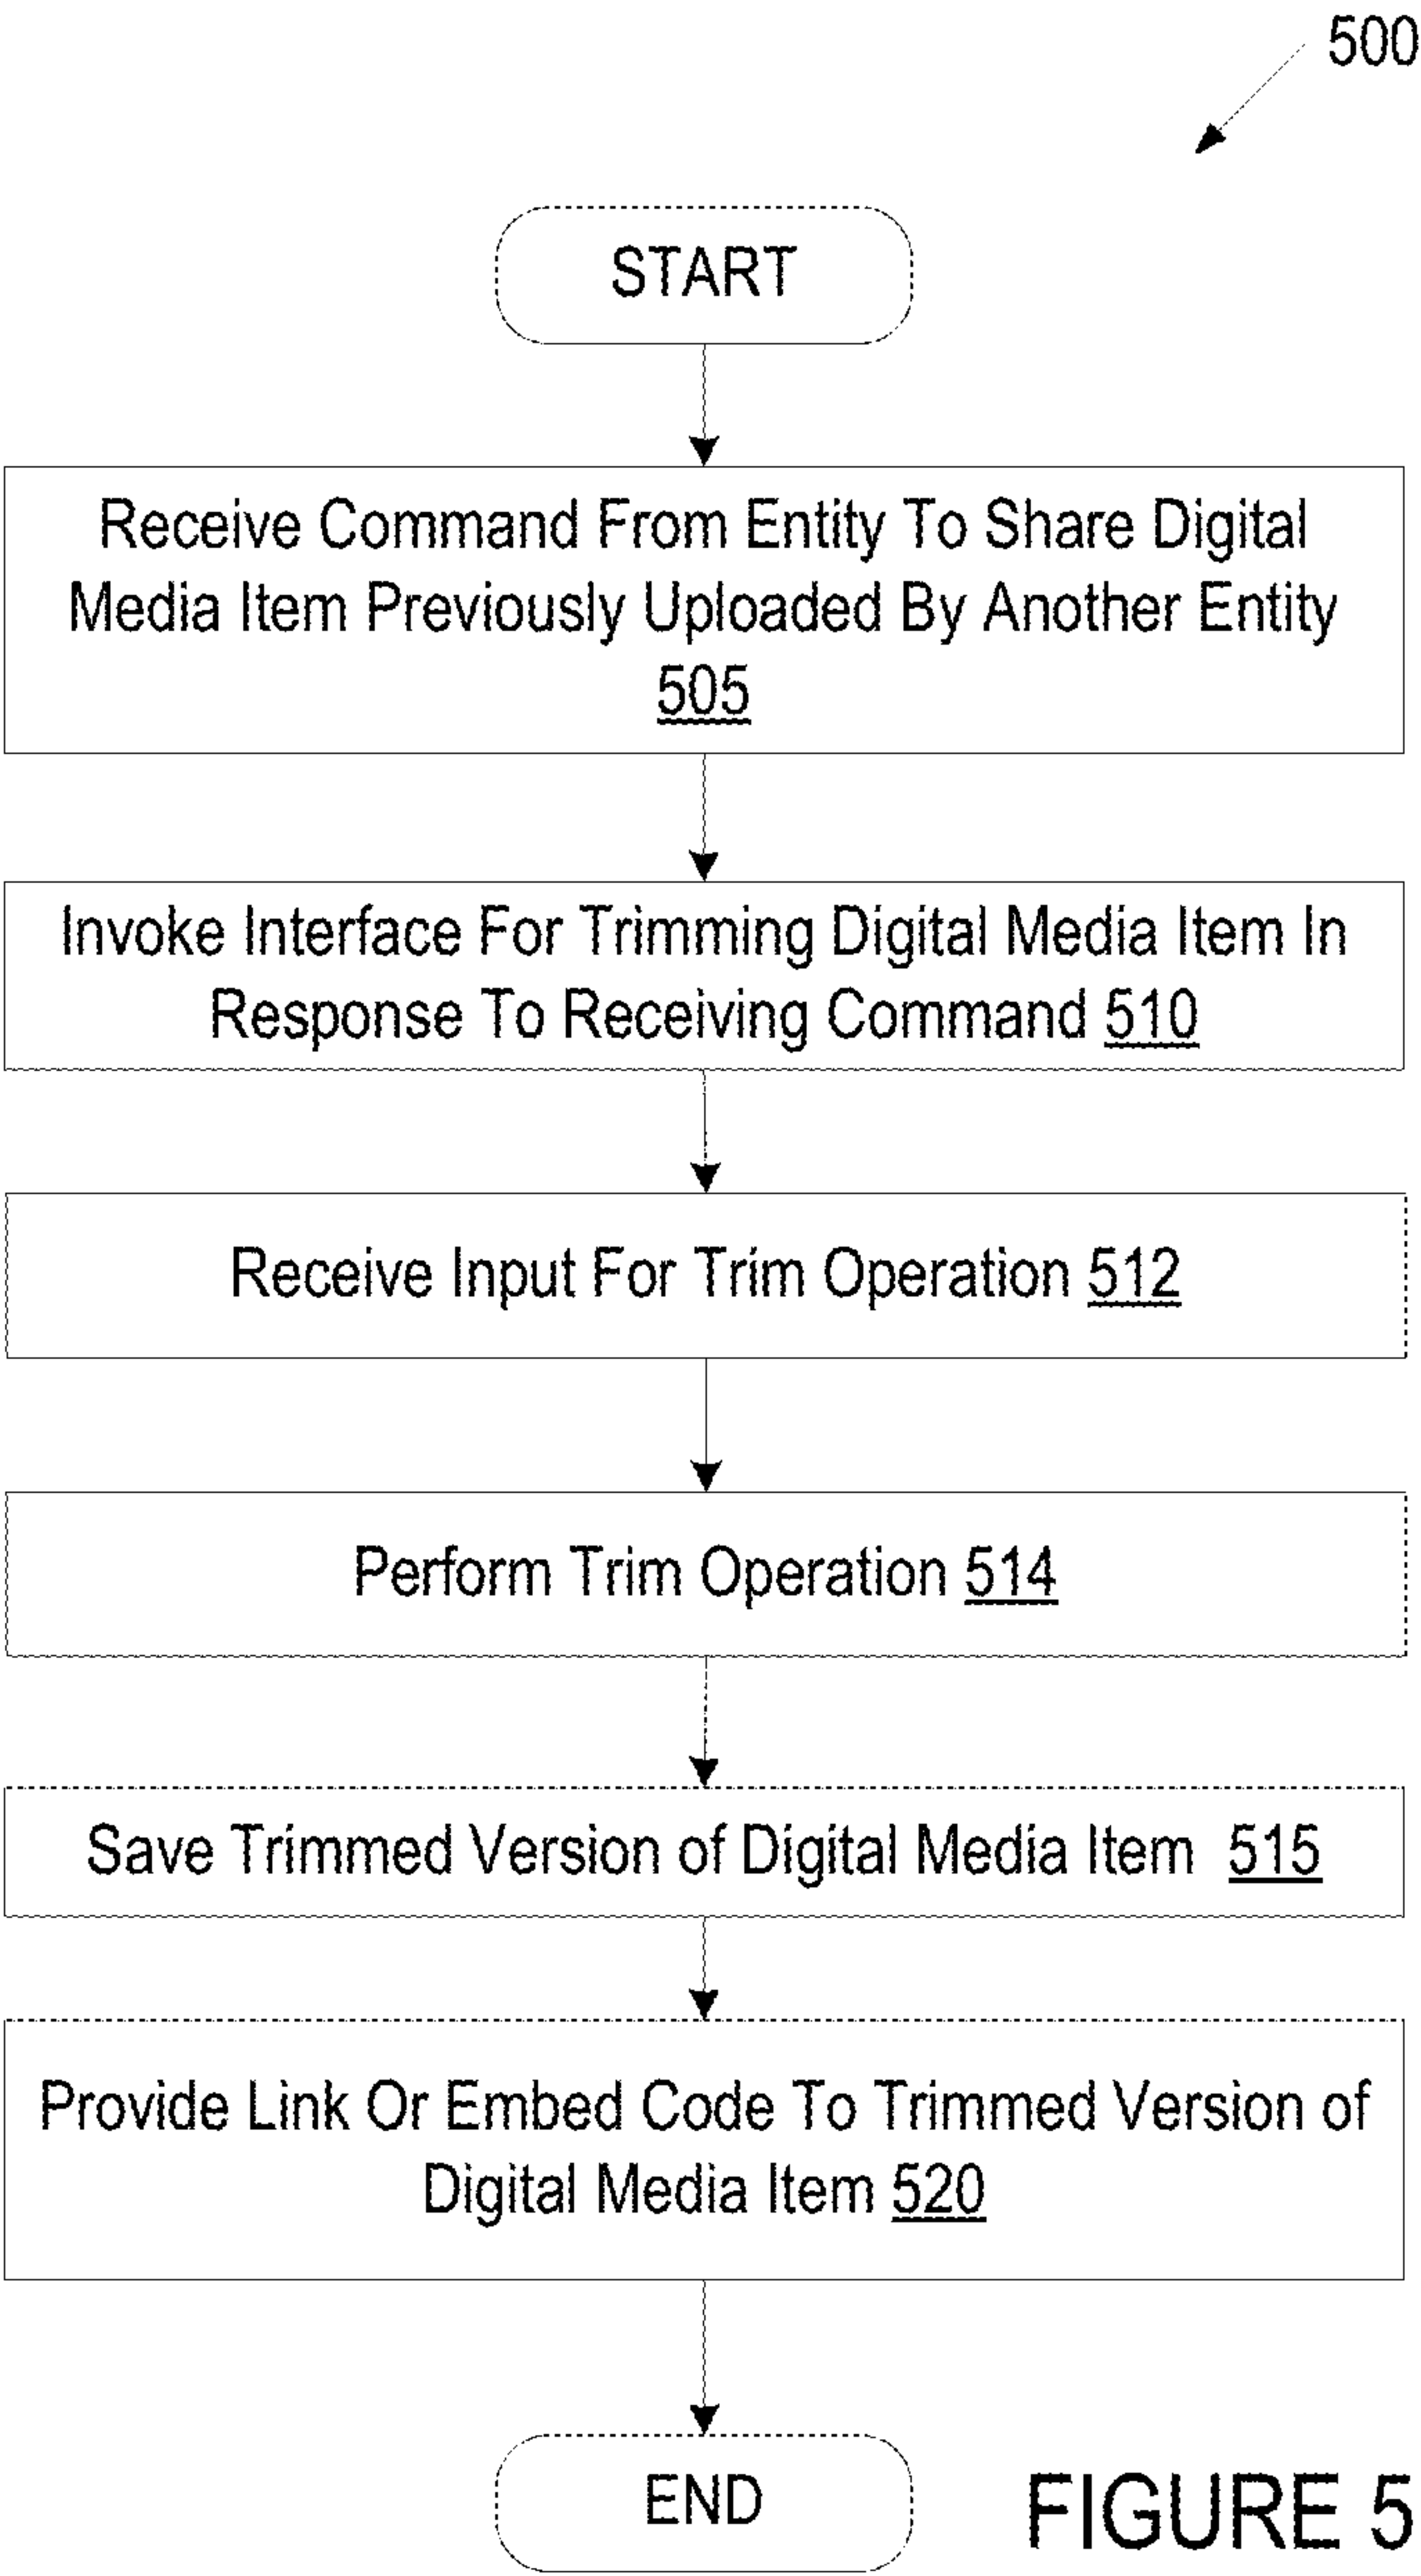 500
START
Receive Command From Entity To Share Digital
Media Item Previously Uploaded By Another Entity
505
Invoke Interface For Trimming Digital Media Item In
Response To Receiving Command 510
Receive Input For Trim Operation 512
Perform Trim Operation 514
Save Trimmed Version of Digital Media Item 515
Provide Link Or Embed Code To Trimmed Version of
Digital Media Item 520
END
FIGURE 5